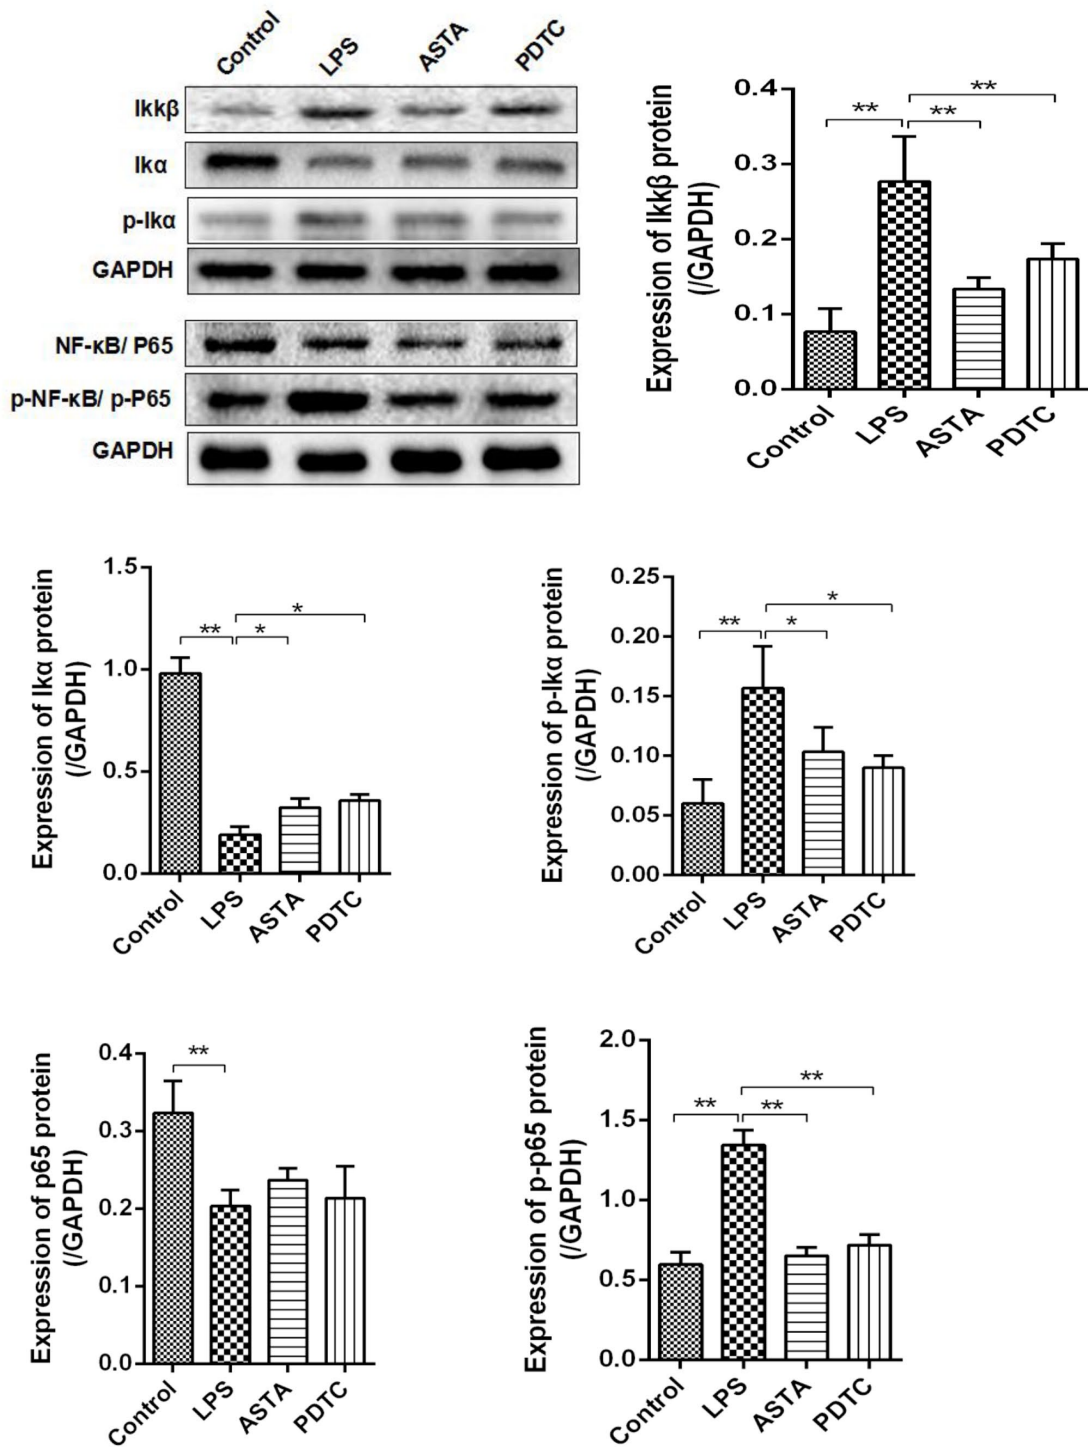 Control LPS ASTA PDTC
Ikkβ
Ikα
p-Ikα
GAPDH
NF-κB/ P65
p-NF-κB/ p-P65
GAPDH
Expression of Ikkβ protein
(/GAPDH)
0.4
0.3
0.2
0.1
0.0
** ** **
Control LPS ASTA PDTC
Expression of Ikα protein
(/GAPDH)
1.5
1.0
0.5
0.0
** * *
Control LPS ASTA PDTC
Expression of p-Ikα protein
(/GAPDH)
0.25
0.20
0.15
0.10
0.05
0.00
** * *
Control LPS ASTA PDTC
Expression of p65 protein
(/GAPDH)
0.4
0.3
0.2
0.1
0.0
**
Control LPS ASTA PDTC
Expression of p-p65 protein
(/GAPDH)
2.0
1.5
1.0
0.5
0.0
** ** **
Control LPS ASTA PDTC